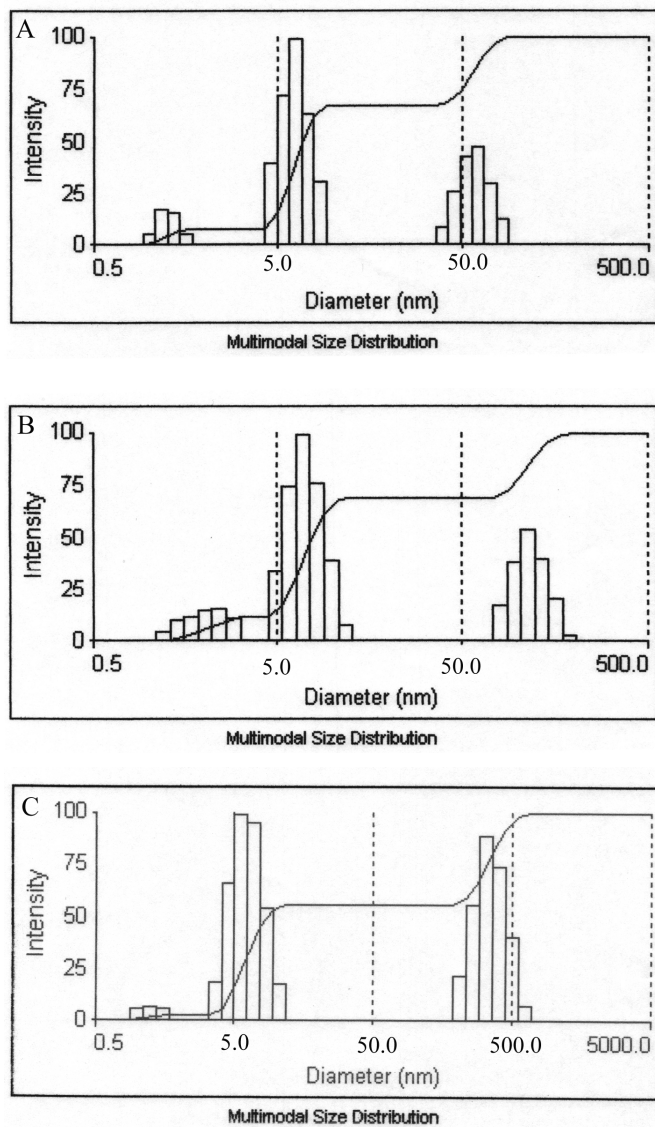 A
100
75
50
25
0
Intensity
0.5 5.0 50.0 500.0
Diameter (nm)
Multimodal Size Distribution
B
100
75
50
25
0
Intensity
0.5 5.0 50.0 500.0
Diameter (nm)
Multimodal Size Distribution
C
100
75
50
25
0
Intensity
0.5 5.0 50.0 500.0 5000.0
Diameter (nm)
Multimodal Size Distribution